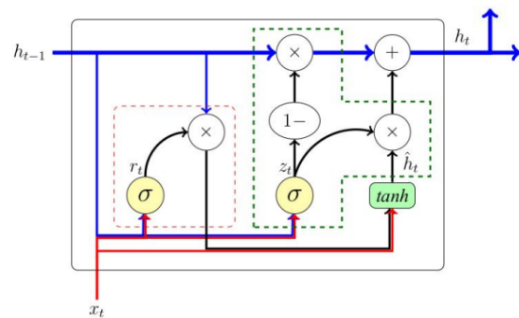 h_{t-1}
×
+
h_t
1−
×
×
r_t
z_t
ĥ_t
σ
σ
tanh
x_t